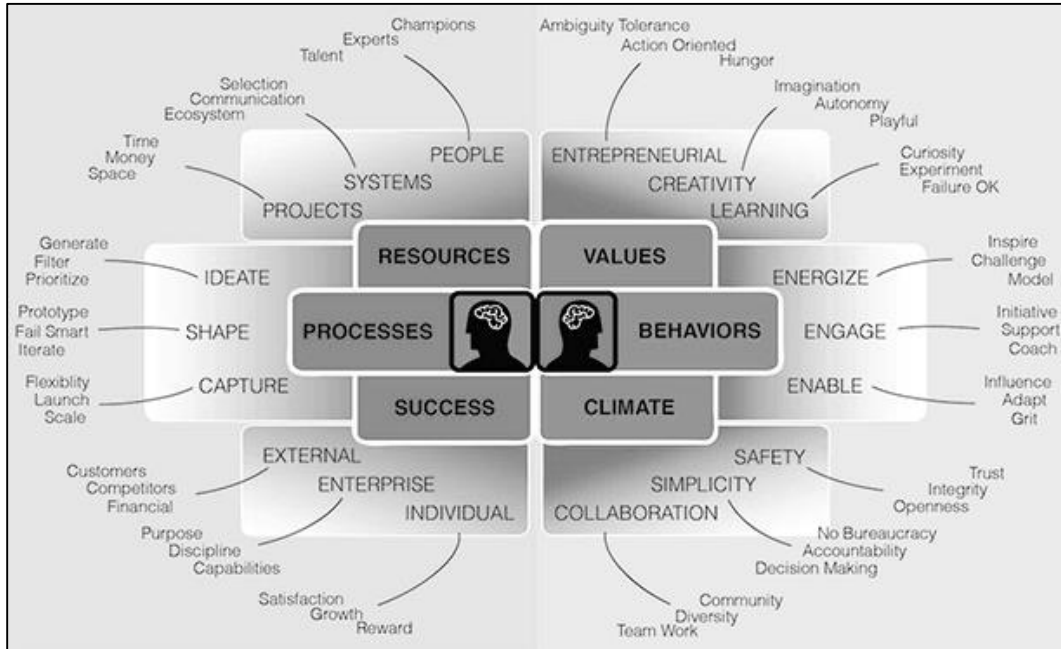 Champions
Experts
Talent
Selection
Communication
Ecosystem
Time
Money
Space
PEOPLE
SYSTEMS
PROJECTS
RESOURCES
Ambiguity Tolerance
Action Oriented
Hunger
Imagination
Autonomy
Playful
Curiosity
Experiment
Failure OK
ENTREPRENEURIAL
CREATIVITY
LEARNING
VALUES
Generate
Filter
Prioritize
Prototype
Fail Smart
Iterate
Flexiblity
Launch
Scale
IDEATE
SHAPE
CAPTURE
PROCESSES
BEHAVIORS
ENERGIZE
ENGAGE
ENABLE
Inspire
Challenge
Model
Initiative
Support
Coach
Influence
Adapt
Grit
SUCCESS
EXTERNAL
ENTERPRISE
INDIVIDUAL
Customers
Competitors
Financial
Purpose
Discipline
Capabilities
Satisfaction
Growth
Reward
CLIMATE
SAFETY
SIMPLICITY
COLLABORATION
Trust
Integrity
Openness
No Bureaucracy
Accountability
Decision Making
Community
Diversity
Team Work